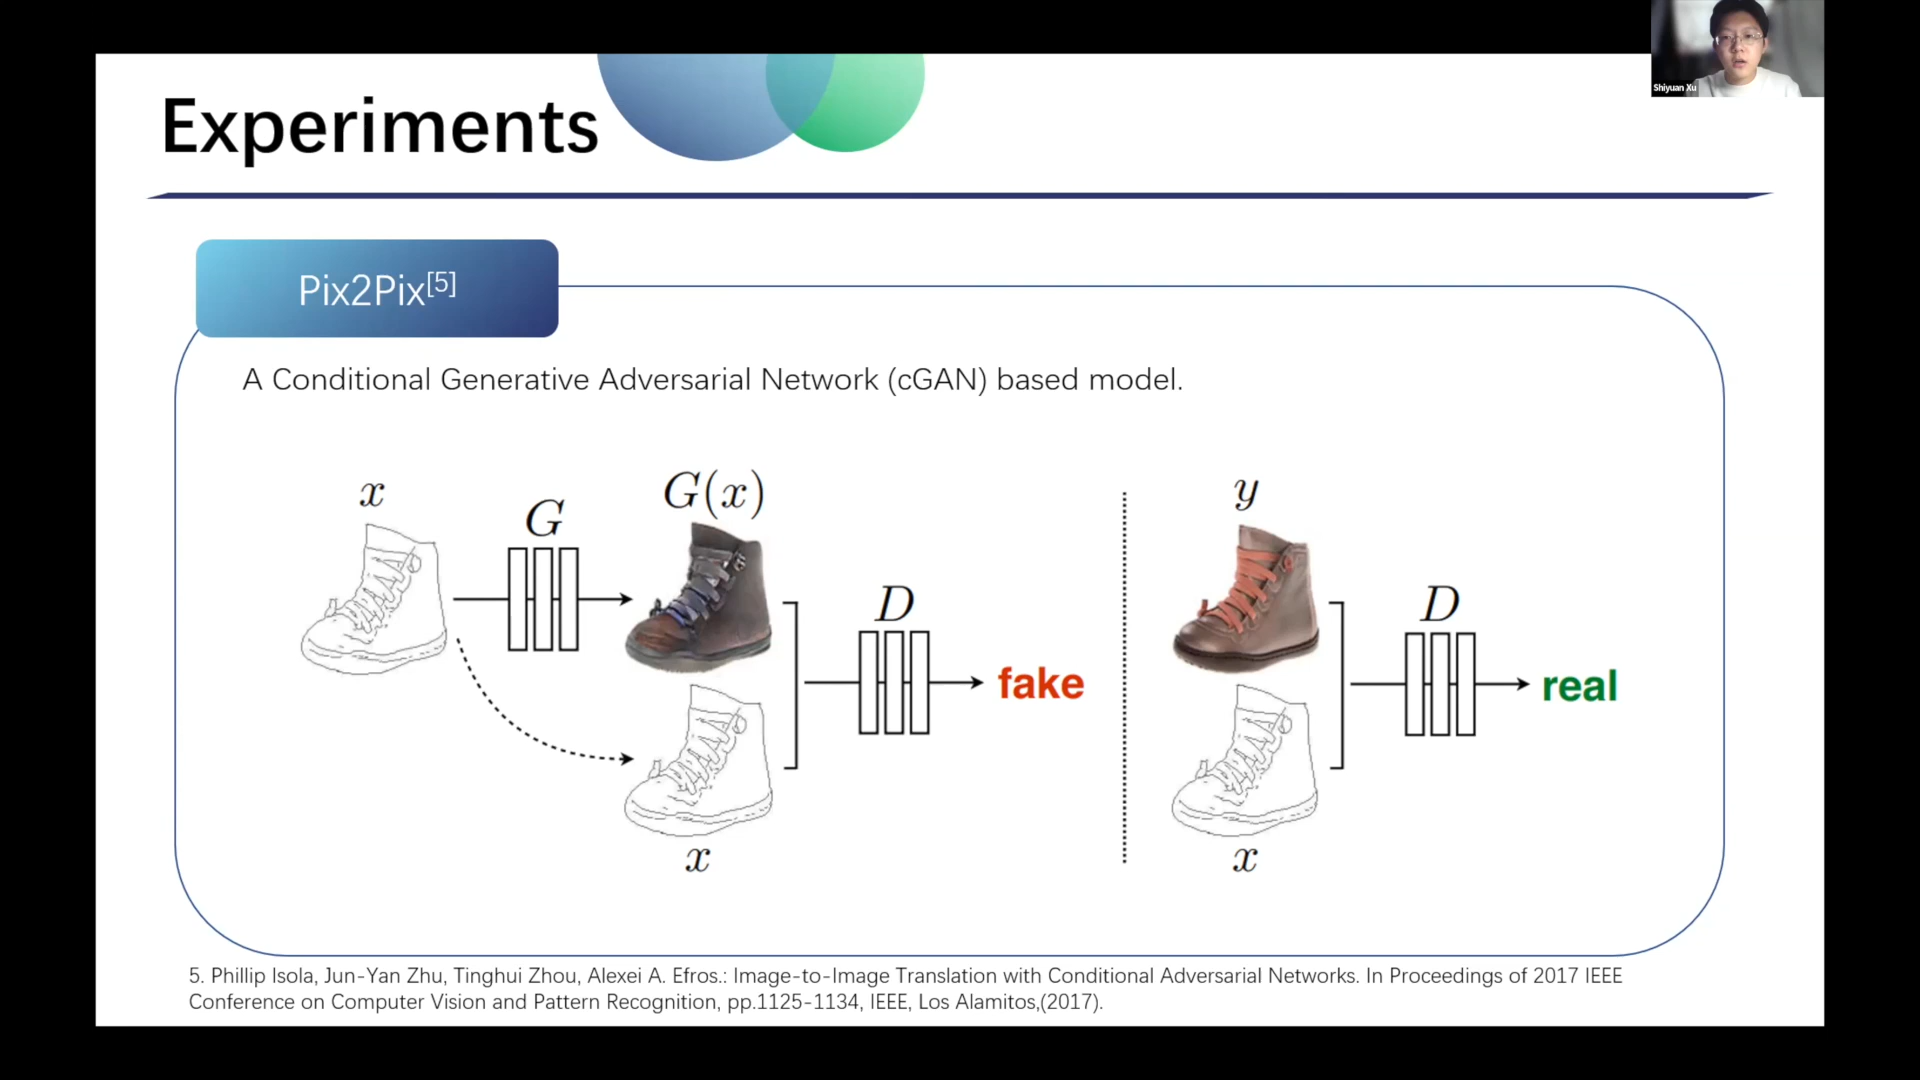 Shiyuan Xu
Experiments
Pix2Pix[5]
A Conditional Generative Adversarial Network (cGAN) based model.
x
G
G(x)
D
fake
x
y
D
real
x
5. Phillip Isola, Jun-Yan Zhu, Tinghui Zhou, Alexei A. Efros.: Image-to-Image Translation with Conditional Adversarial Networks. In Proceedings of 2017 IEEE
Conference on Computer Vision and Pattern Recognition, pp.1125-1134, IEEE, Los Alamitos,(2017).